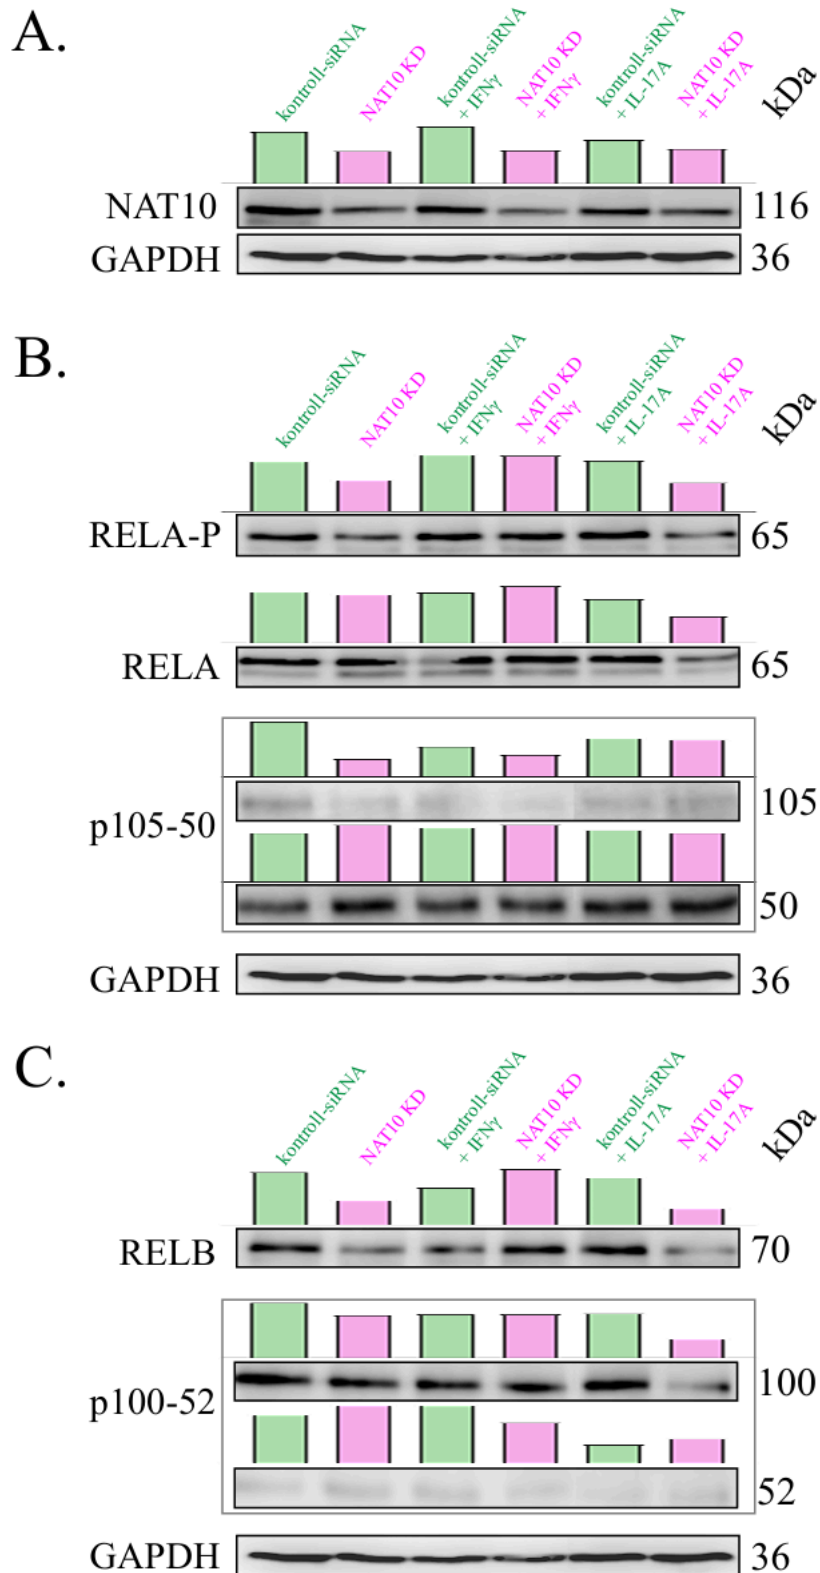 A.
kontroll-siRNA
NAT10 KD
kontroll-siRNA
+ IFNγ
NAT10 KD
+ IFNγ
kontroll-siRNA
+ IL-17A
NAT10 KD
+ IL-17A
kDa
NAT10 116
GAPDH 36
B.
kontroll-siRNA
NAT10 KD
kontroll-siRNA
+ IFNγ
NAT10 KD
+ IFNγ
kontroll-siRNA
+ IL-17A
NAT10 KD
+ IL-17A
kDa
RELA-P 65
RELA 65
105
p105-50
50
GAPDH 36
C.
kontroll-siRNA
NAT10 KD
kontroll-siRNA
+ IFNγ
NAT10 KD
+ IFNγ
kontroll-siRNA
+ IL-17A
NAT10 KD
+ IL-17A
kDa
RELB 70
100
p100-52
52
GAPDH 36